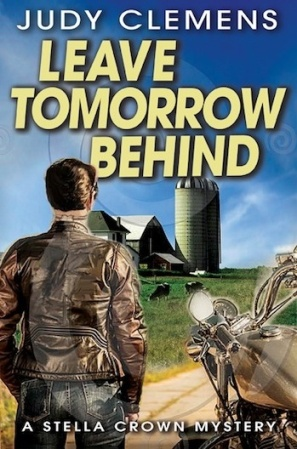 JUDY CLEMENS
LEAVE
TOMORROW
BEHIND
A STELLA CROWN MYSTERY